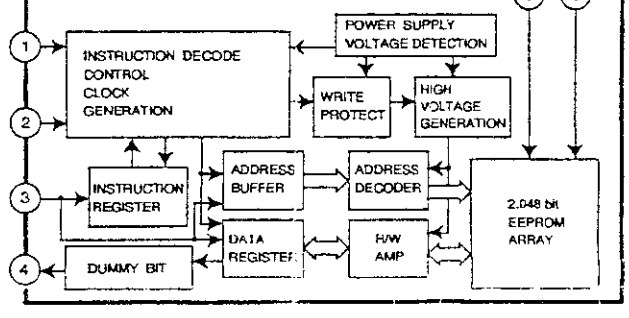 POWER SUPPLY
VOLTAGE DETECTION
1
INSTRUCTION DECODE
CONTROL
CLOCK
GENERATION
2
WRITE
PROTECT
HIGH
VOLTAGE
GENERATION
3
INSTRUCTION
REGISTER
ADDRESS
BUFFER
ADDRESS
DECODER
2.048 bit
EEPROM
ARRAY
DATA
REGISTER
R/W
AMP
4
DUMMY BIT